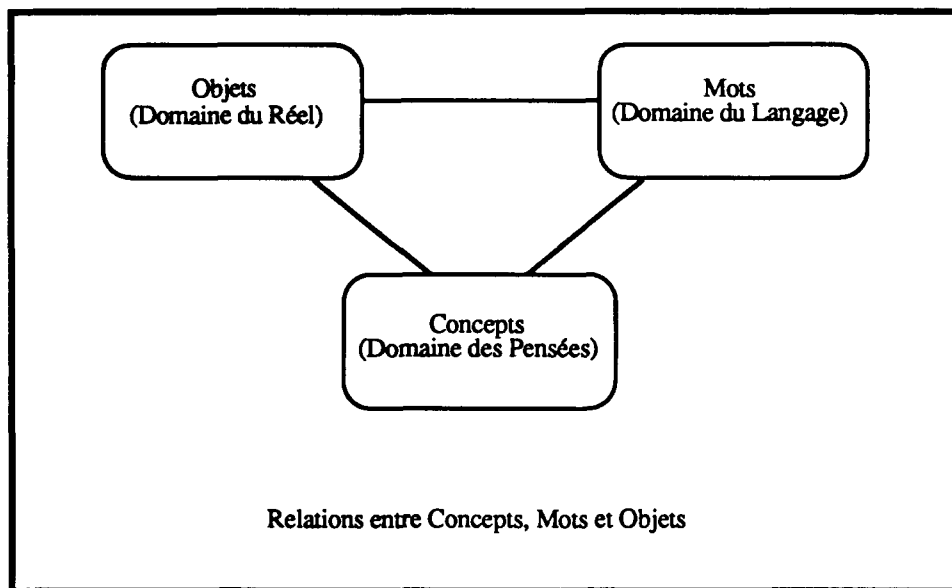 Objets
(Domaine du Réel)
Mots
(Domaine du Langage)
Concepts
(Domaine des Pensées)
Relations entre Concepts, Mots et Objets